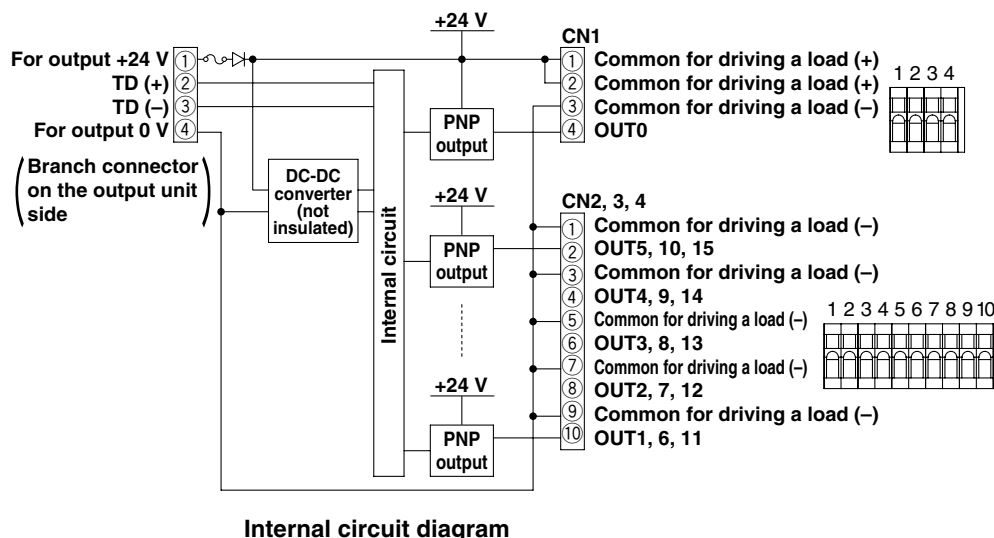 For output +24 V ①
TD (+) ②
TD (–) ③
For output 0 V ④
(Branch connector
on the output unit
side)
DC-DC
converter
(not
insulated)
Internal circuit
+24 V
PNP
output
+24 V
PNP
output
+24 V
PNP
output
CN1
① Common for driving a load (+)
② Common for driving a load (+)
③ Common for driving a load (–)
④ OUT0
1 2 3 4
CN2, 3, 4
① Common for driving a load (–)
② OUT5, 10, 15
③ Common for driving a load (–)
④ OUT4, 9, 14
⑤ Common for driving a load (–)
⑥ OUT3, 8, 13
⑦ Common for driving a load (–)
⑧ OUT2, 7, 12
⑨ Common for driving a load (–)
⑩ OUT1, 6, 11
1 2 3 4 5 6 7 8 9 10
Internal circuit diagram